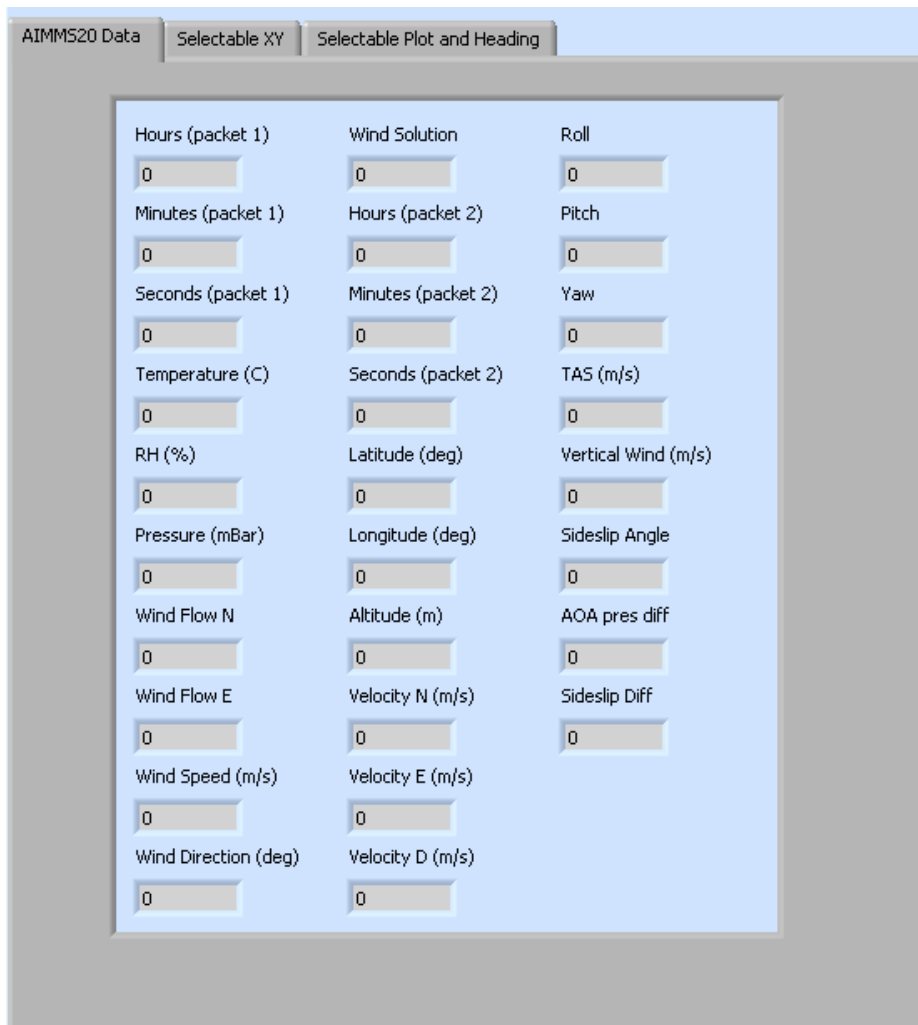 AIMMS20 Data Selectable XY Selectable Plot and Heading
Hours (packet 1) Wind Solution Roll
0 0 0
Minutes (packet 1) Hours (packet 2) Pitch
0 0 0
Seconds (packet 1) Minutes (packet 2) Yaw
0 0 0
Temperature (C) Seconds (packet 2) TAS (m/s)
0 0 0
RH (%) Latitude (deg) Vertical Wind (m/s)
0 0 0
Pressure (mBar) Longitude (deg) Sideslip Angle
0 0 0
Wind Flow N Altitude (m) AOA pres diff
0 0 0
Wind Flow E Velocity N (m/s) Sideslip Diff
0 0 0
Wind Speed (m/s) Velocity E (m/s)
0 0
Wind Direction (deg) Velocity D (m/s)
0 0